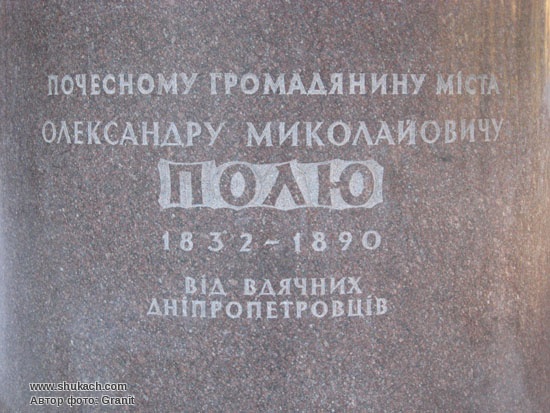 ПОЧЕСНОМУ ГРОМАДЯНИНУ МІСТА
ОЛЕКСАНДРУ МИКОЛАЙОВИЧУ
ПОЛЮ
1832-1890
ВІД ВДЯЧНИХ
ДНІПРОПЕТРОВЦІВ
www.shukach.com
Автор фото: Granit